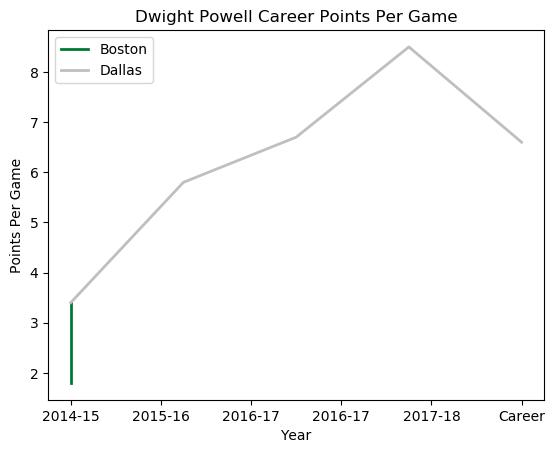 Dwight Powell Career Points Per Game
Boston
Dallas
Points Per Game
8
7
6
5
4
3
2
2014-15
2015-16
2016-17
2016-17
2017-18
Career
Year